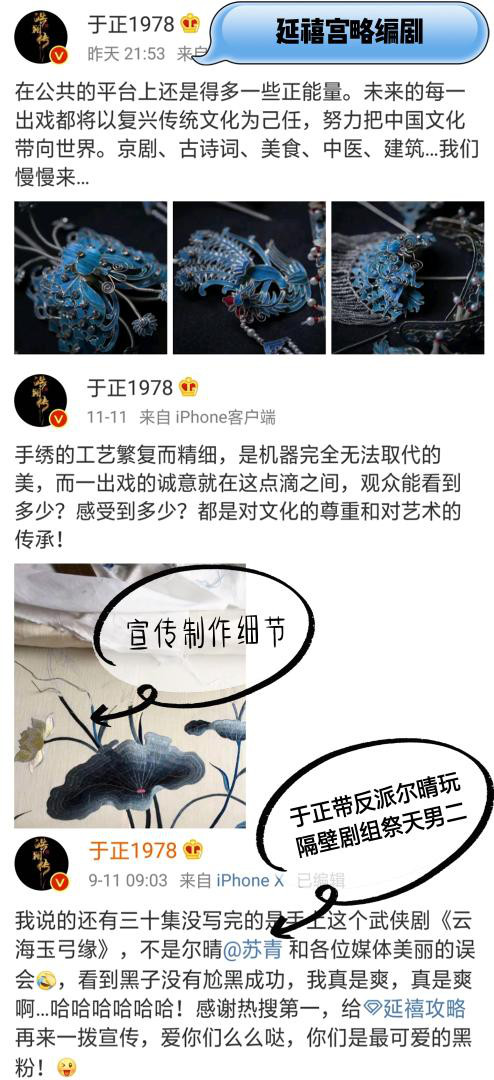 延禧宫略编剧
于正1978
昨天 21:53 来自
在公共的平台上还是得多一些正能量。未来的每一
出戏都将以复兴传统文化为己任，努力把中国文化
带向世界。京剧、古诗词、美食、中医、建筑...我们
慢慢来...
于正1978
11-11 来自 iPhone客户端
手绣的工艺繁复而精细，是机器完全无法取代的
美，而一出戏的诚意就在这点滴之间，观众能看到
多少？感受到多少？都是对文化的尊重和对艺术的
传承！
宣传制作细节
于正带反派尔晴玩
隔壁剧组祭天男二
于正1978
9-11 09:03 来自 iPhone X 已编辑
我说的还有三十集没写完的是手上这个武侠剧《云
海玉弓缘》，不是尔晴@苏青 和各位媒体美丽的误
会🤣，看到黑子没有尬黑成功，我真是爽，真是爽
啊...哈哈哈哈哈哈！感谢热搜第一，给延禧攻略
再来一拨宣传，爱你们么么哒，你们是最可爱的黑
粉！😜